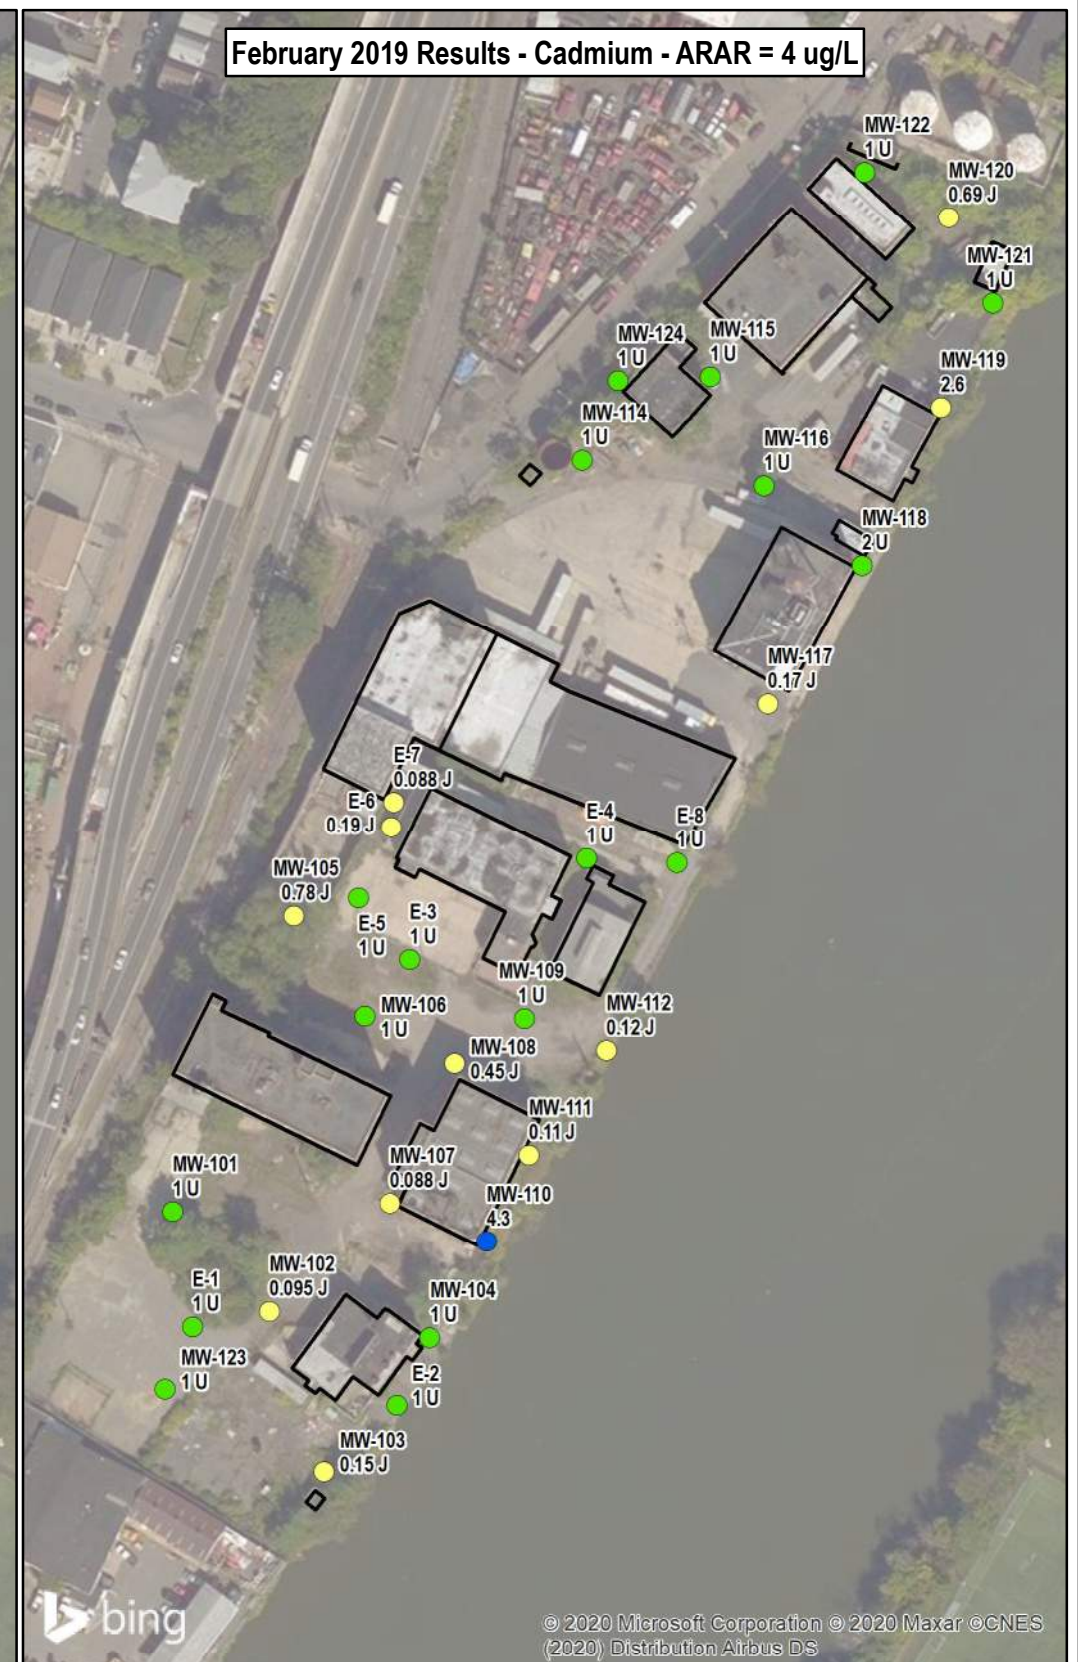 February 2019 Results - Cadmium - ARAR = 4 ug/L
MW-122
1 U
MW-120
0.69 J
MW-121
1 U
MW-124
1 U
MW-115
1 U
MW-119
2.6
MW-114
1 U
MW-116
1 U
MW-118
2 U
MW-117
0.17 J
E-7
0.088 J
E-6
0.19 J
E-4
1 U
E-8
1 U
MW-105
0.78 J
E-5
1 U
E-3
1 U
MW-109
1 U
MW-106
1 U
MW-112
0.12 J
MW-108
0.45 J
MW-111
0.11 J
MW-107
0.088 J
MW-101
1 U
MW-110
4.3
MW-102
0.095 J
E-1
1 U
MW-104
1 U
MW-123
1 U
E-2
1 U
MW-103
0.15 J
bing
© 2020 Microsoft Corporation © 2020 Maxar ©CNES
(2020) Distribution Airbus DS